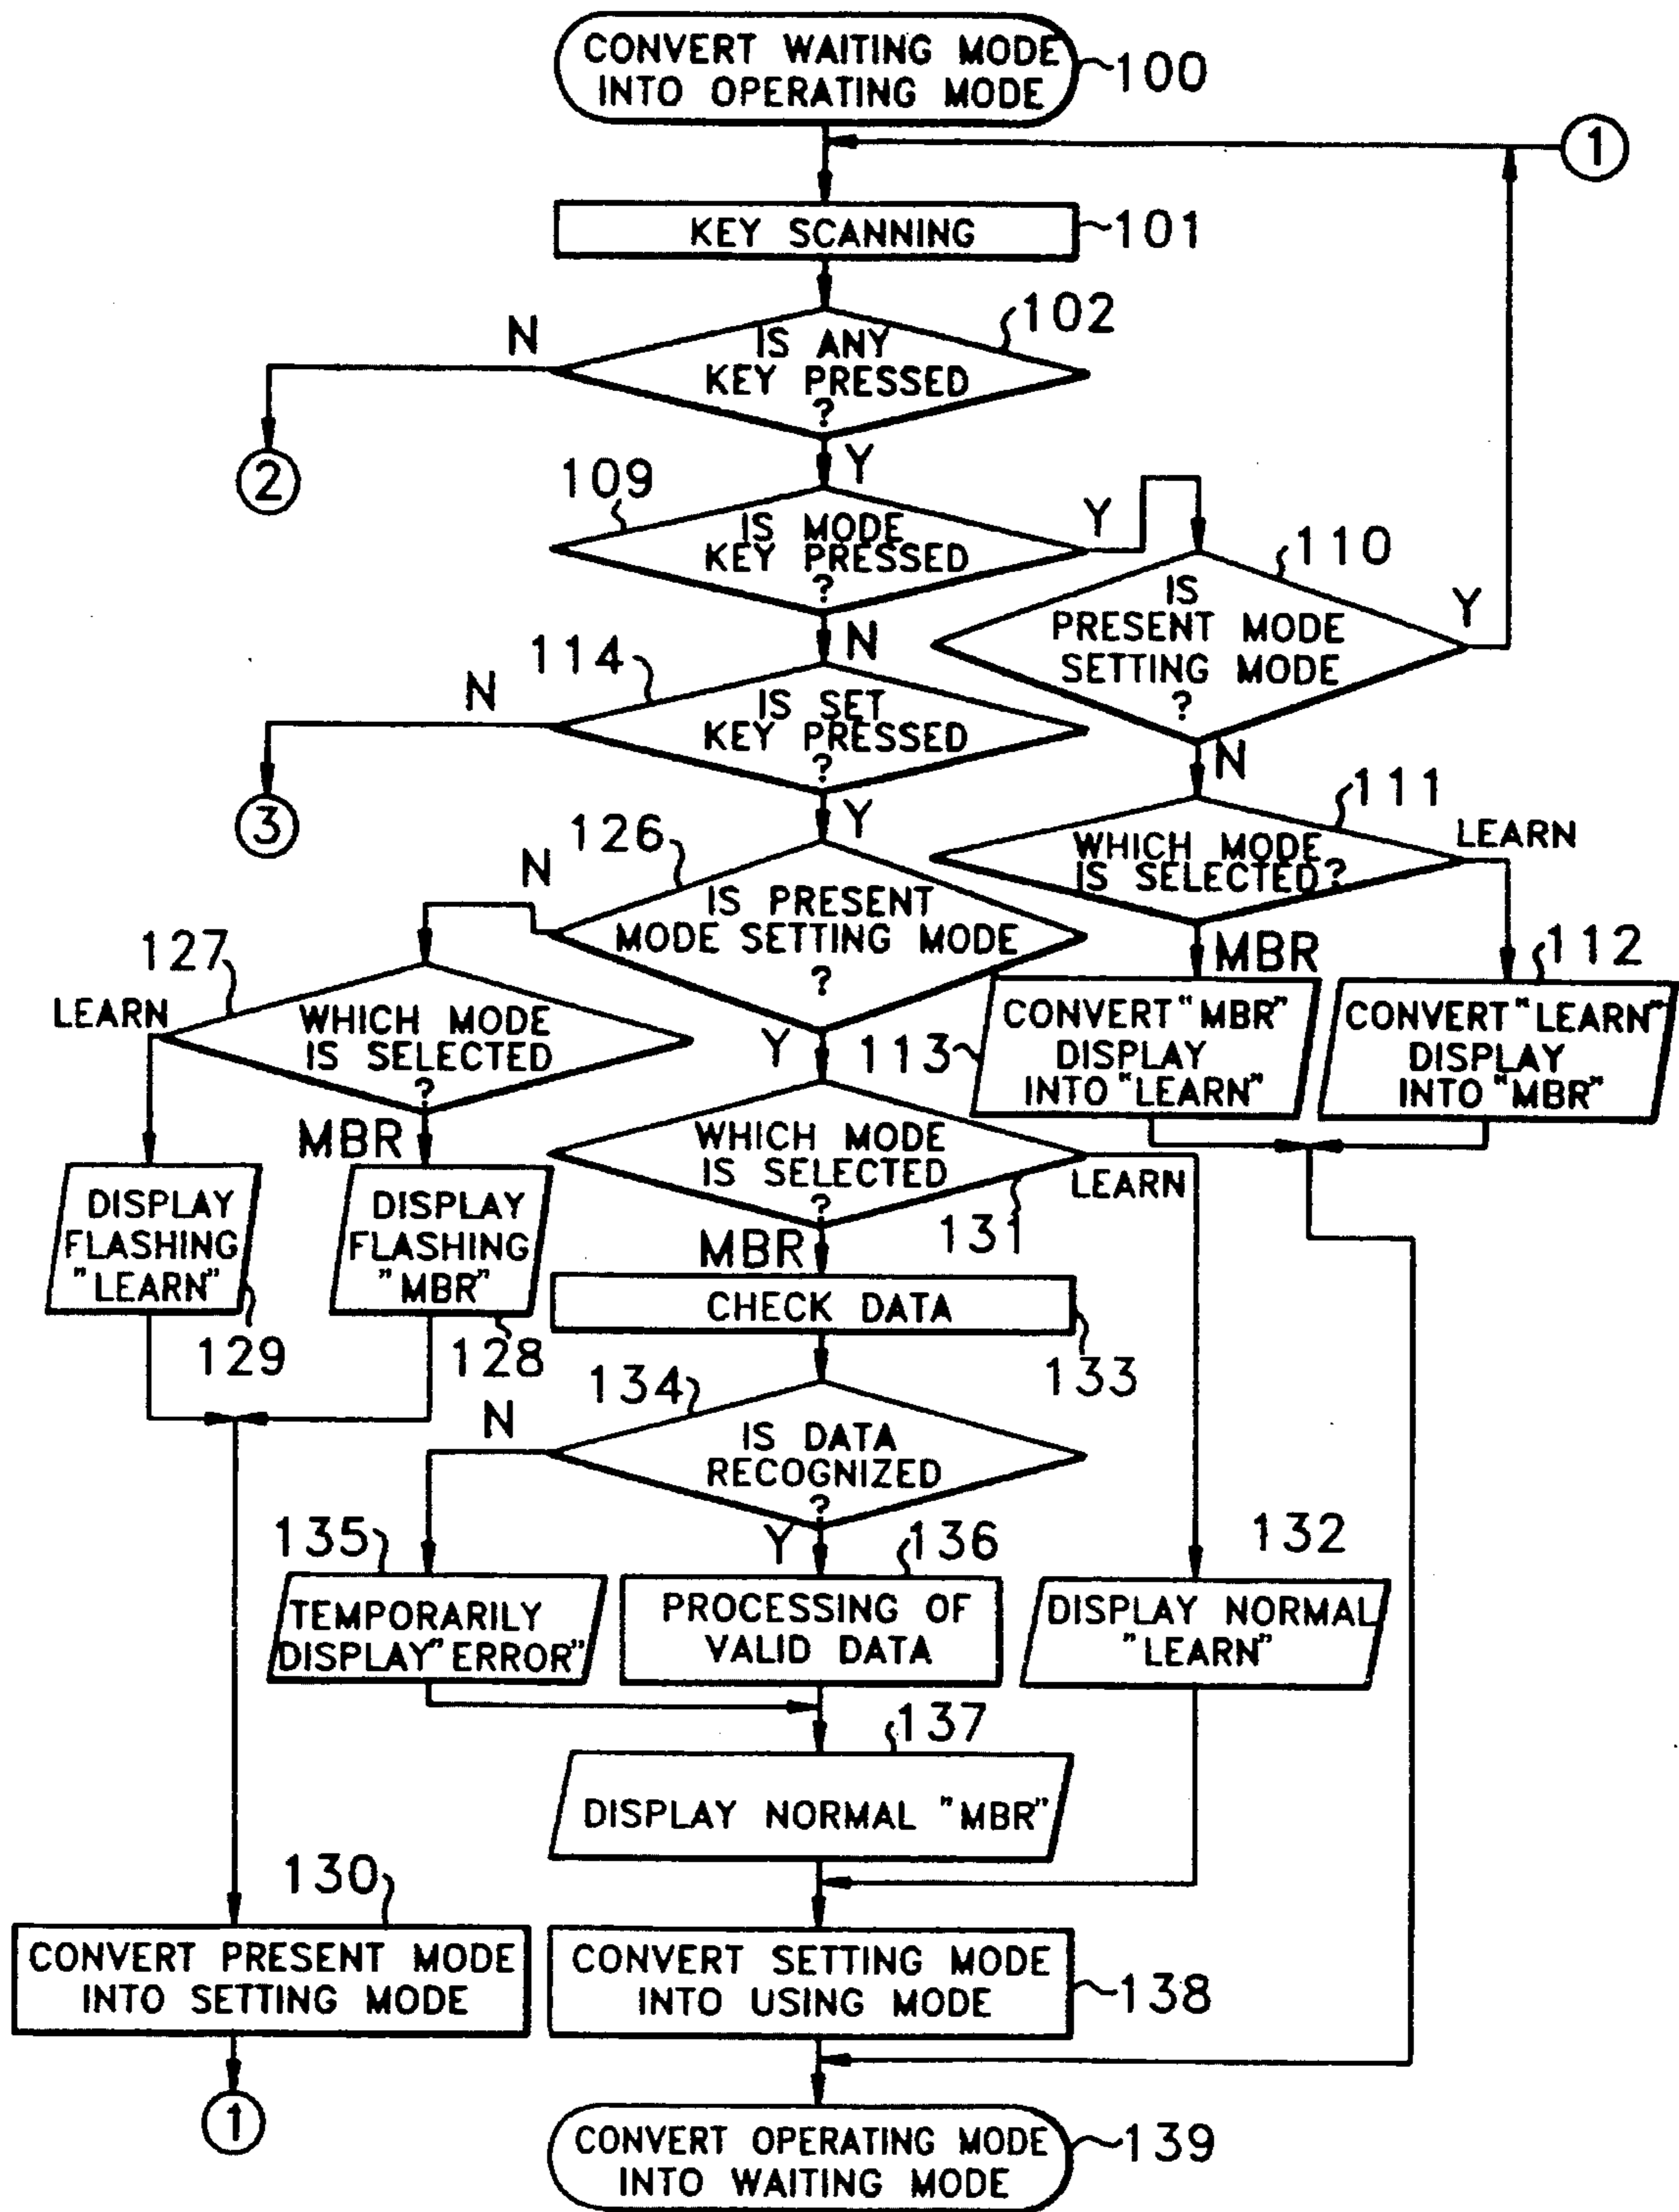 CONVERT WAITING MODE
INTO OPERATING MODE
100
1
KEY SCANNING
101
102
N
IS ANY
KEY PRESSED
?
2
Y
109
IS MODE
KEY PRESSED
?
Y
110
IS
PRESENT MODE
SETTING MODE
?
Y
N
114
N
IS SET
KEY PRESSED
?
N
3
Y
111
WHICH MODE
IS SELECTED?
LEARN
126
N
IS PRESENT
MODE SETTING MODE
?
MBR
112
127
LEARN
WHICH MODE
IS SELECTED
?
Y
113
CONVERT "MBR"
DISPLAY
INTO "LEARN"
CONVERT "LEARN"
DISPLAY
INTO "MBR"
MBR
WHICH MODE
IS SELECTED
?
LEARN
131
DISPLAY
FLASHING
"LEARN"
129
DISPLAY
FLASHING
"MBR"
128
MBR
CHECK DATA
133
134
N
IS DATA
RECOGNIZED
?
Y
135
136
132
TEMPORARILY
DISPLAY "ERROR"
PROCESSING OF
VALID DATA
DISPLAY NORMAL
"LEARN"
137
DISPLAY NORMAL "MBR"
130
CONVERT PRESENT MODE
INTO SETTING MODE
CONVERT SETTING MODE
INTO USING MODE
138
1
CONVERT OPERATING MODE
INTO WAITING MODE
139